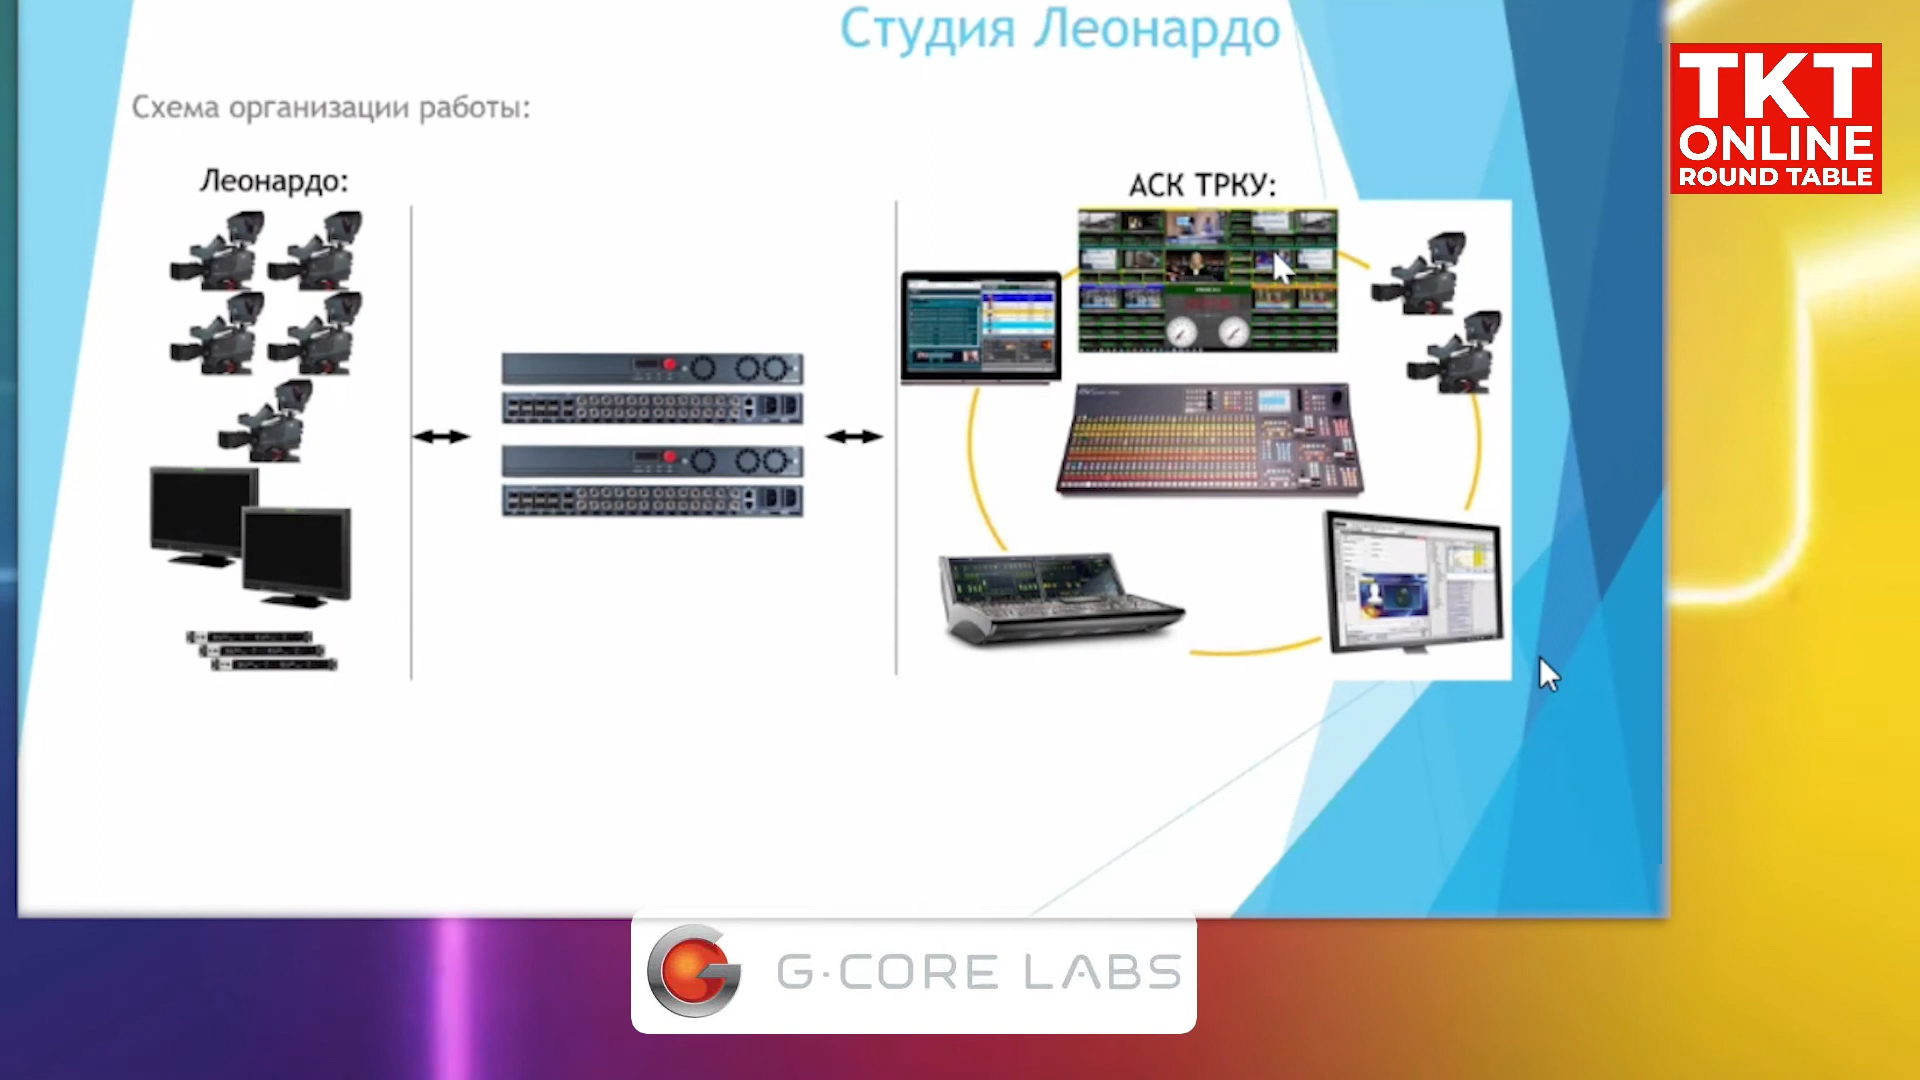 Студия Леонардо
TKT
ONLINE
ROUND TABLE
Схема организации работы:
Леонардо:
АСК ТРКУ:
G·CORE LABS